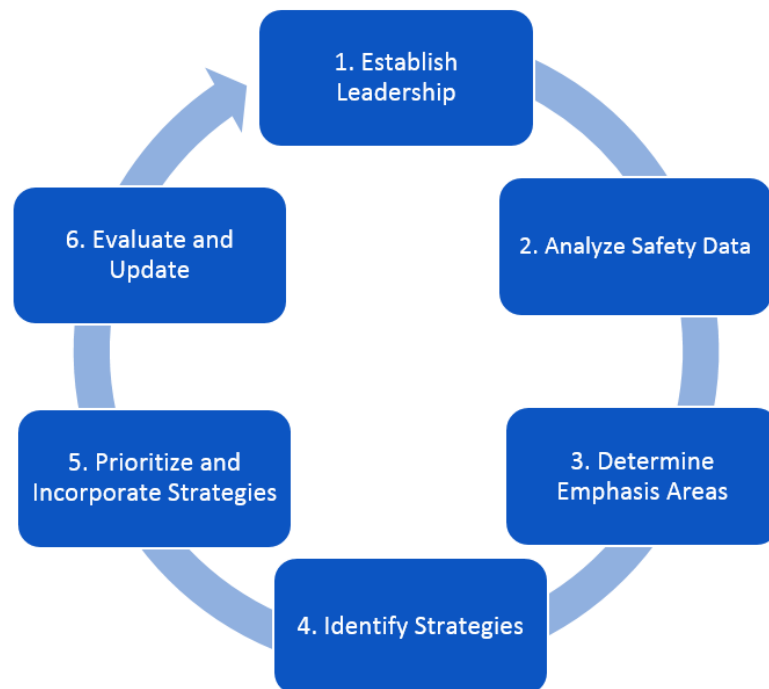 1. Establish
Leadership
2. Analyze Safety Data
3. Determine
Emphasis Areas
4. Identify Strategies
5. Prioritize and
Incorporate Strategies
6. Evaluate and
Update